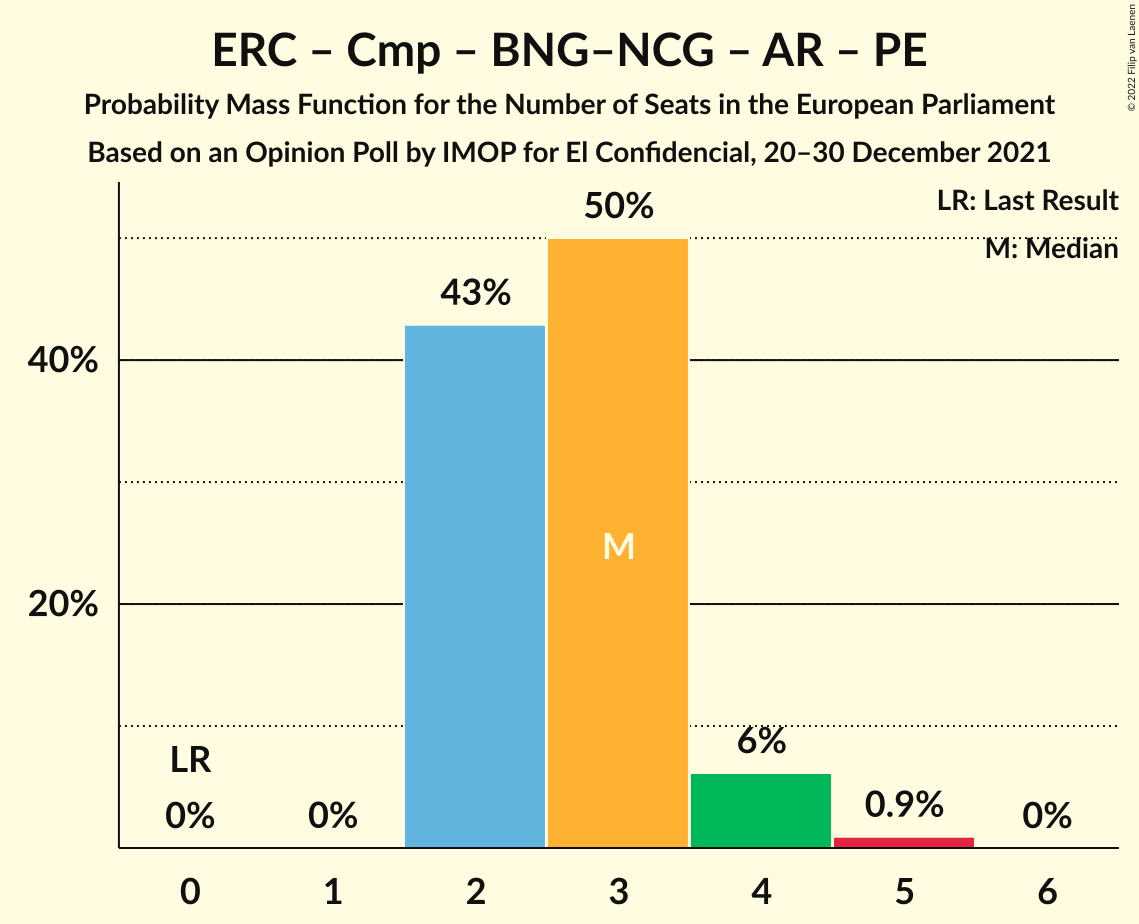 ERC – Cmp – BNG–NCG – AR – PE
Probability Mass Function for the Number of Seats in the European Parliament
Based on an Opinion Poll by IMOP for El Confidencial, 20–30 December 2021
© 2022 Filip van Laenen
LR: Last Result
M: Median
50%
43%
40%
M
20%
LR
6%
0%
0%
0.9%
0%
0
1
2
3
4
5
6